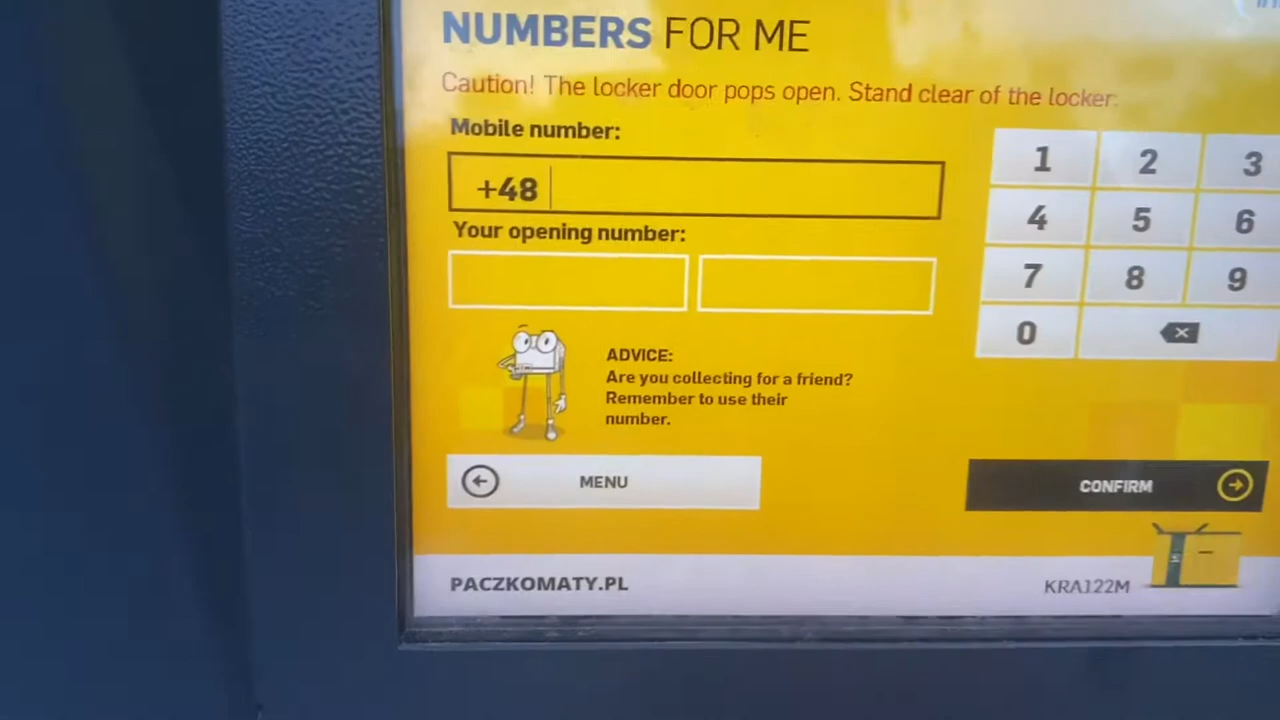 NUMBERS FOR ME
Caution! The locker door pops open. Stand clear of the locker.
Mobile number:
+48
Your opening number:
1 2 3
4 5 6
7 8 9
0
ADVICE:
Are you collecting for a friend?
Remember to use their
number.
MENU
CONFIRM
PACZKOMATY.PL
KRA122M